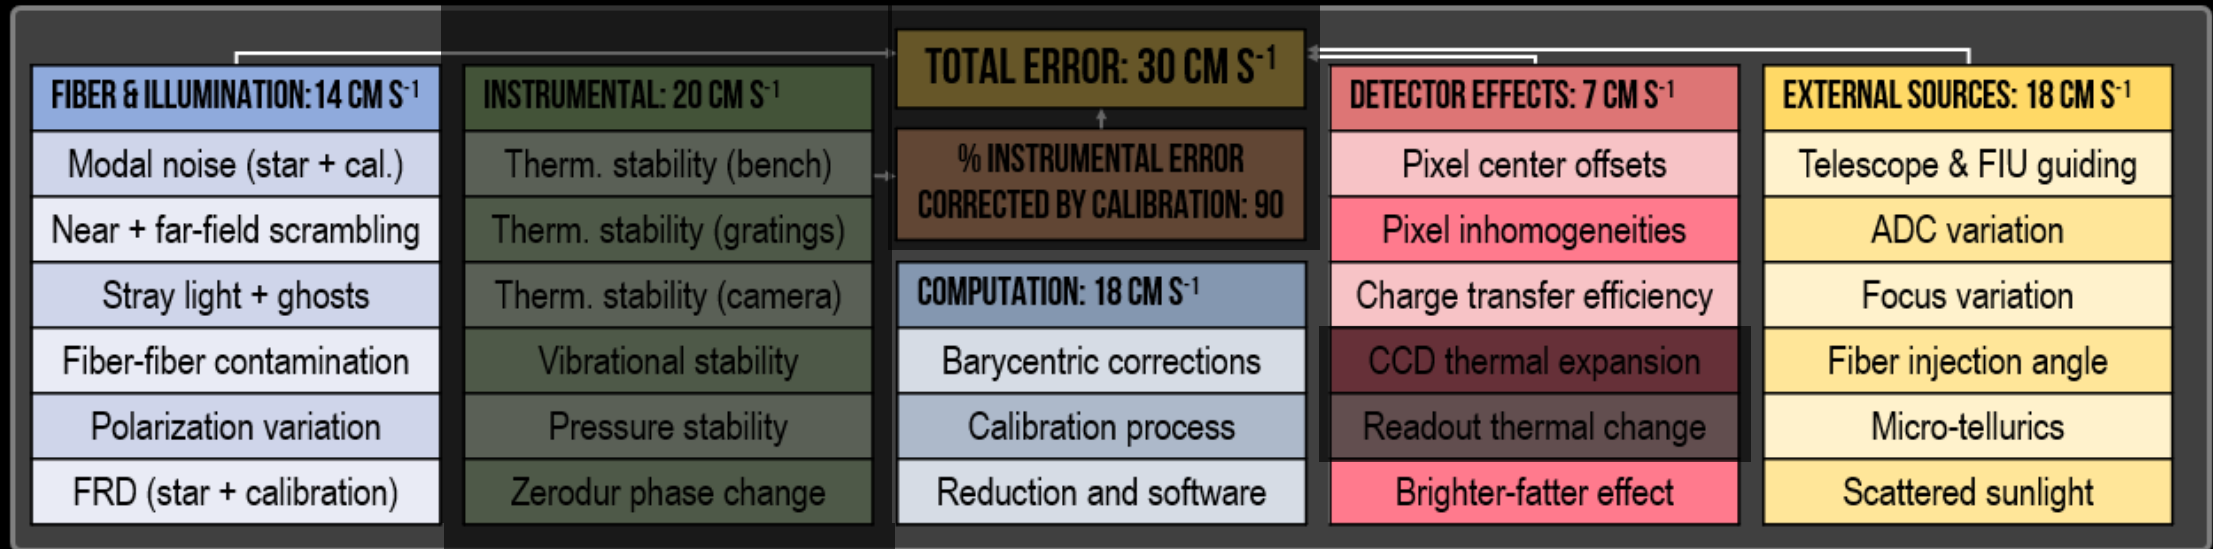 TOTAL ERROR: 30 CM S-1
FIBER & ILLUMINATION:14 CM S-1
Modal noise (star + cal.)
Near + far-field scrambling
Stray light + ghosts
Fiber-fiber contamination
Polarization variation
FRD (star + calibration)
INSTRUMENTAL: 20 CM S-1
Therm. stability (bench)
Therm. stability (gratings)
Therm. stability (camera)
Vibrational stability
Pressure stability
Zerodur phase change
% INSTRUMENTAL ERROR
CORRECTED BY CALIBRATION: 90
COMPUTATION: 18 CM S-1
Barycentric corrections
Calibration process
Reduction and software
DETECTOR EFFECTS: 7 CM S-1
Pixel center offsets
Pixel inhomogeneities
Charge transfer efficiency
CCD thermal expansion
Readout thermal change
Brighter-fatter effect
EXTERNAL SOURCES: 18 CM S-1
Telescope & FIU guiding
ADC variation
Focus variation
Fiber injection angle
Micro-tellurics
Scattered sunlight